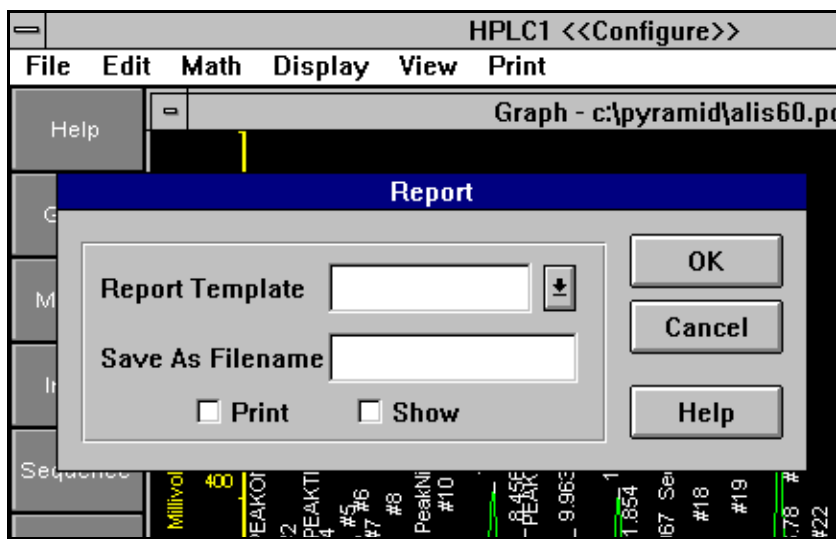 HPLC1 <<Configure>>
File Edit Math Display View Print
Help
Graph - c:\pyramid\alis60.pc
Report
Report Template
OK
Save As Filename
Cancel
Print Show
Help
Sequence
Millivol
400
#5
#6
#7
#8
PeakNi
#10
9.963
1.854
#18
#19
#22